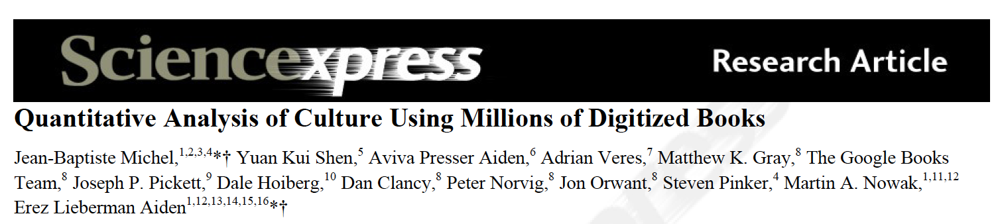 Sciencexpress Research Article
Quantitative Analysis of Culture Using Millions of Digitized Books
Jean-Baptiste Michel,1,2,3,4*† Yuan Kui Shen,5 Aviva Presser Aiden,6 Adrian Veres,7 Matthew K. Gray,8 The Google Books
Team,8 Joseph P. Pickett,9 Dale Hoiberg,10 Dan Clancy,8 Peter Norvig,8 Jon Orwant,8 Steven Pinker,4 Martin A. Nowak,1,11,12
Erez Lieberman Aiden1,12,13,14,15,16*†